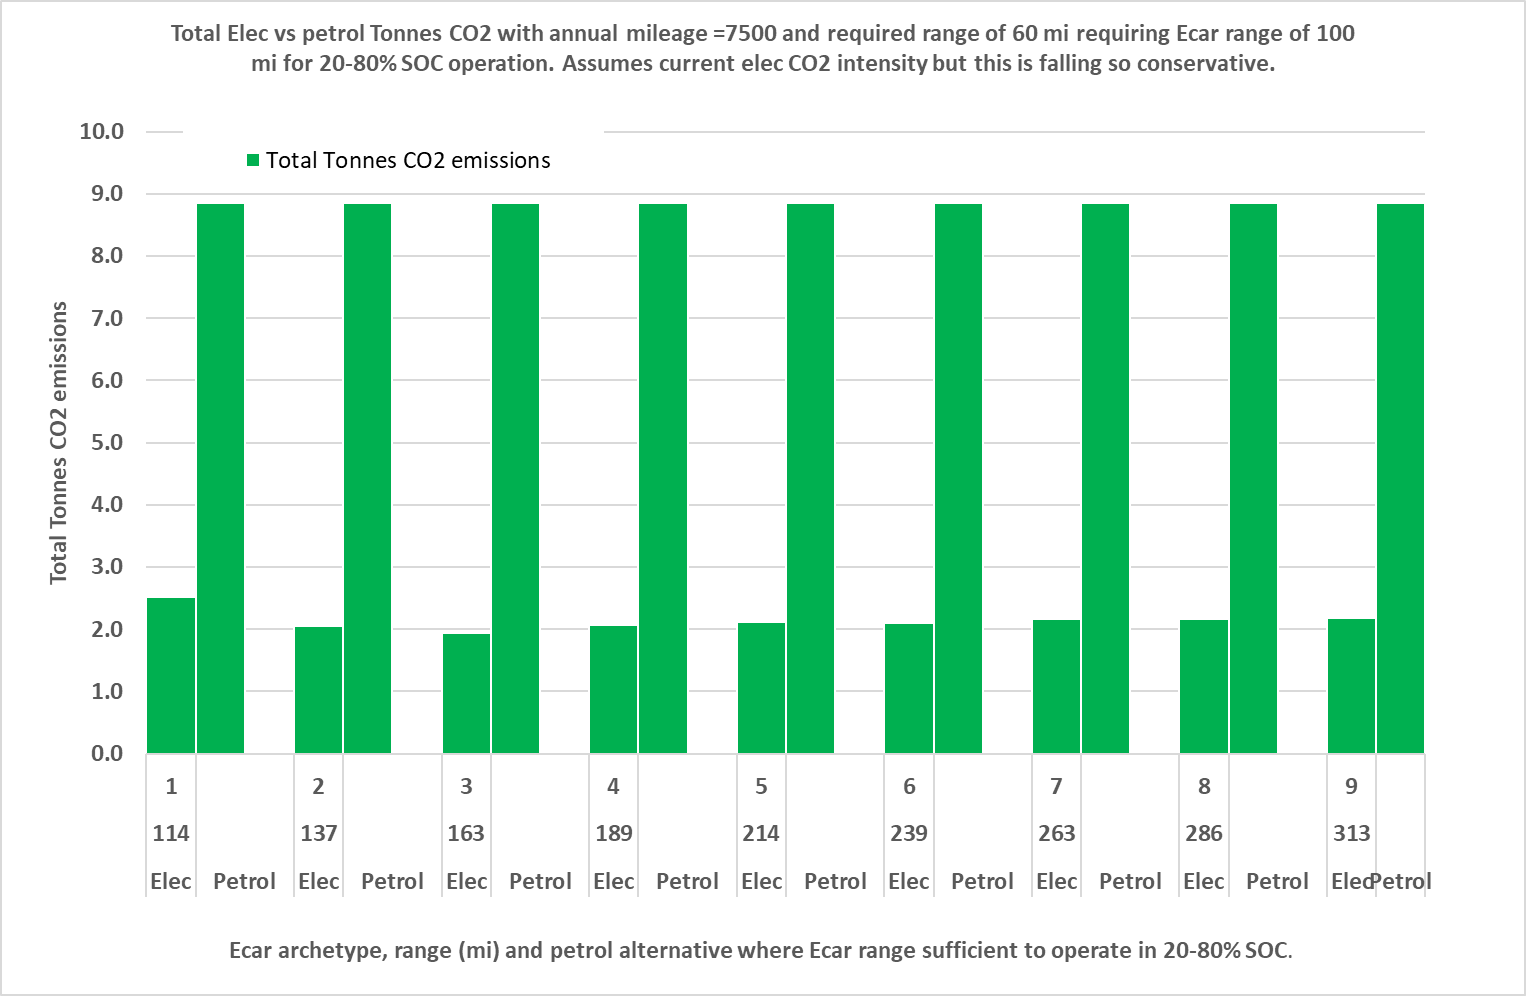 Total Elec vs petrol Tonnes CO2 with annual mileage =7500 and required range of 60 mi requiring Ecar range of 100
mi for 20-80% SOC operation. Assumes current elec CO2 intensity but this is falling so conservative.
Total Tonnes CO2 emissions
Total Tonnes CO2 emissions
10.0
9.0
8.0
7.0
6.0
5.0
4.0
3.0
2.0
1.0
0.0
1 2 3 4 5 6 7 8 9
114 137 163 189 214 239 263 286 313
Elec Petrol Elec Petrol Elec Petrol Elec Petrol Elec Petrol Elec Petrol Elec Petrol Elec Petrol Elec Petrol
Ecar archetype, range (mi) and petrol alternative where Ecar range sufficient to operate in 20-80% SOC.